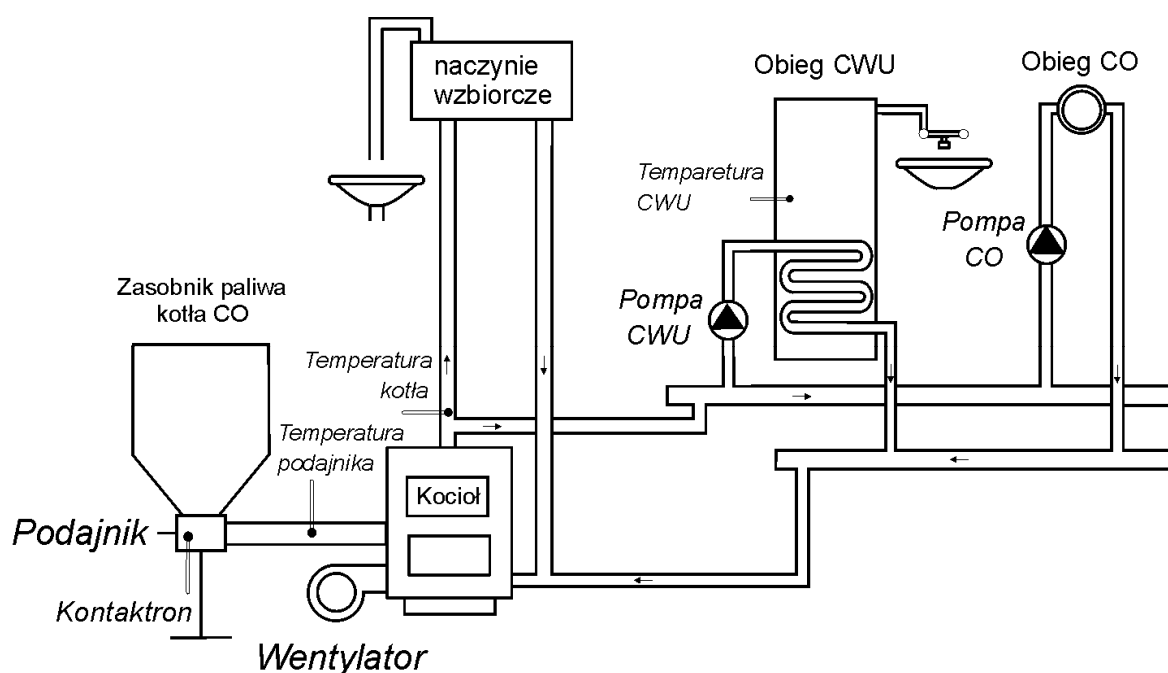 naczynie
wzbiorcze
Obieg CWU
Obieg CO
Temparetura
CWU
Pompa
CO
Zasobnik paliwa
kotła CO
Pompa
CWU
Temperatura
kotła
Temperatura
podajnika
Kocioł
Podajnik
Kontaktron
Wentylator